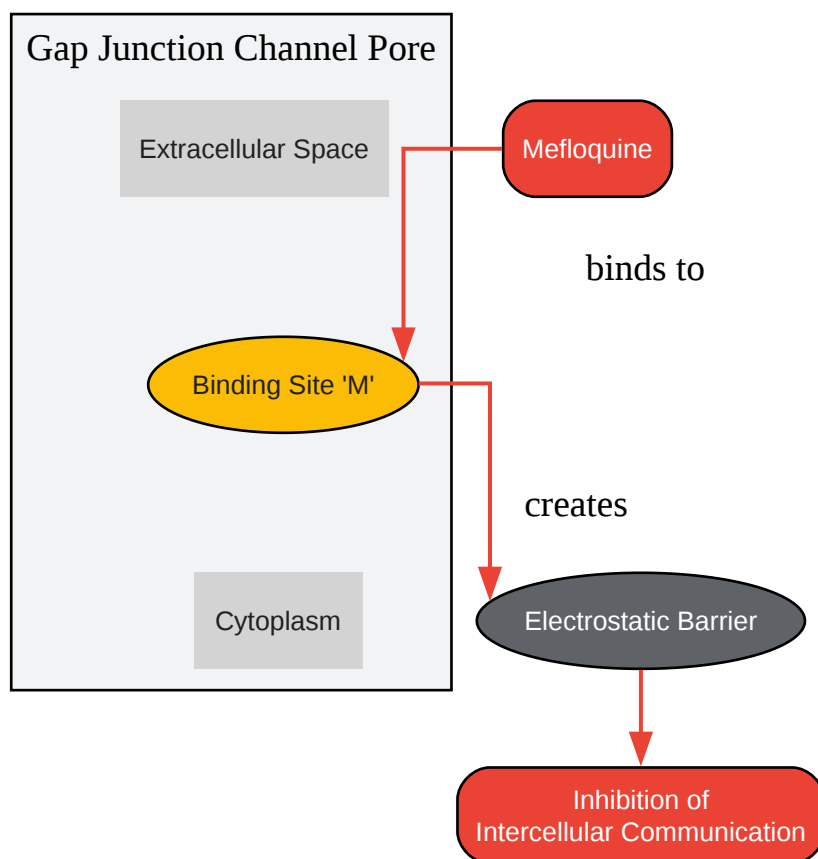 Gap Junction Channel Pore
Extracellular Space
Mefloquine
binds to
Binding Site 'M'
creates
Cytoplasm
Electrostatic Barrier
Inhibition of
Intercellular Communication